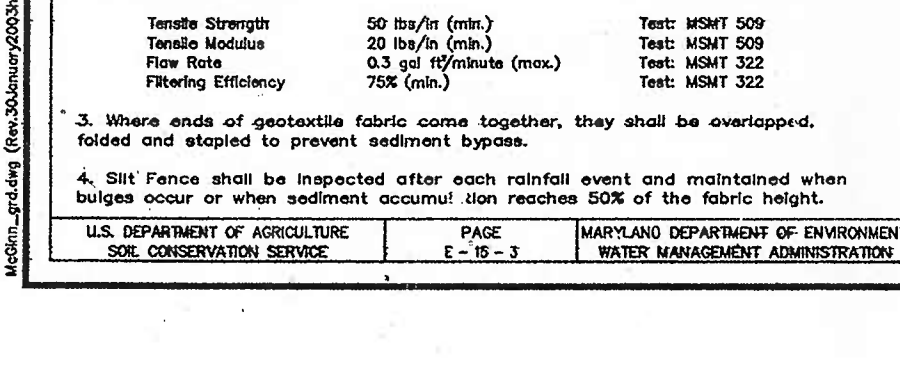 Tensile Strength 50 lbs/in (min.) Test: MSMT 509
Tensile Modulus 20 lbs/in (min.) Test: MSMT 509
Flow Rate 0.3 gal ft²/minute (max.) Test: MSMT 322
Filtering Efficiency 75% (min.) Test: MSMT 322
3. Where ends of geotextile fabric come together, they shall be overlapped,
folded and stapled to prevent sediment bypass.
4. Silt Fence shall be inspected after each rainfall event and maintained when
bulges occur or when sediment accumul tion reaches 50% of the fabric height.
U.S. DEPARTMENT OF AGRICULTURE
SOIL CONSERVATION SERVICE
PAGE
E - 15 - 3
MARYLAND DEPARTMENT OF ENVIRONMEN
WATER MANAGEMENT ADMINISTRATION
McGinn_grd.dwg (Rev.30January2003